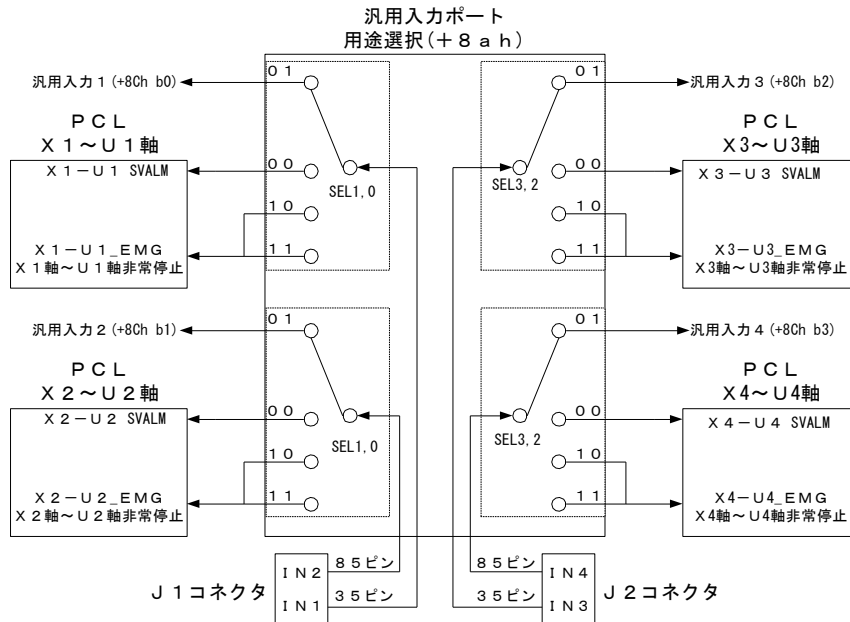 汎用入力ポート
用途選択(+8ah)
汎用入力1 (+8Ch b0)
01
PCL
X1~U1軸
X1-U1 SVALM
00
SEL1,0
10
X1-U1_EMG
11
X1軸~U1軸非常停止
01
汎用入力3 (+8Ch b2)
PCL
X3~U3軸
00
X3-U3 SVALM
SEL3,2
10
11
X3-U3_EMG
X3軸~U3軸非常停止
汎用入力2 (+8Ch b1)
01
PCL
X2~U2軸
X2-U2 SVALM
00
SEL1,0
10
X2-U2_EMG
11
X2軸~U2軸非常停止
01
汎用入力4 (+8Ch b3)
PCL
X4~U4軸
00
X4-U4 SVALM
SEL3,2
10
11
X4-U4_EMG
X4軸~U4軸非常停止
J1コネクタ
IN2
85ピン
IN1
35ピン
85ピン
IN4
35ピン
IN3
J2コネクタ